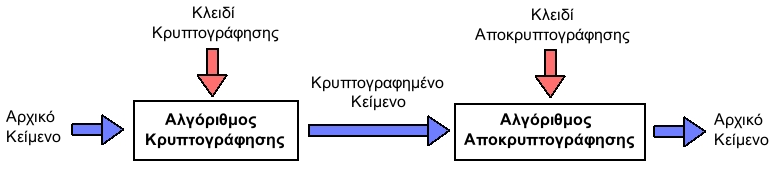 Κλειδί
Κρυπτογράφησης
Κλειδί
Αποκρυπτογράφησης
Αρχικό
Κείμενο
Αλγόριθμος
Κρυπτογράφησης
Κρυπτογραφημένο
Κείμενο
Αλγόριθμος
Αποκρυπτογράφησης
Αρχικό
Κείμενο